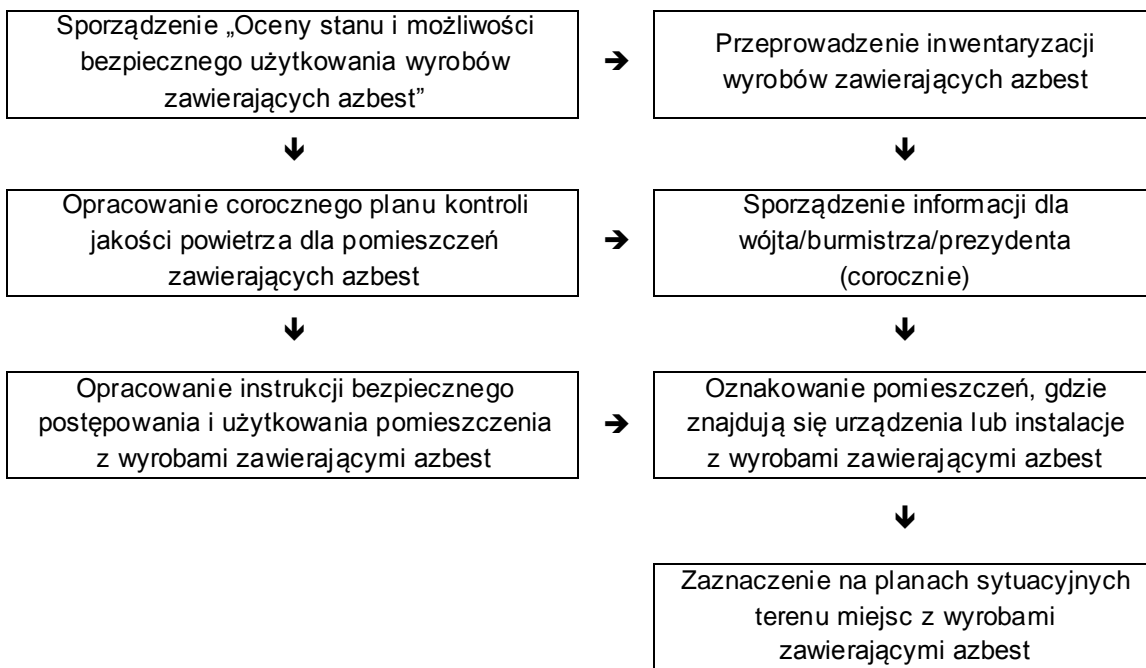 Sporządzenie „Oceny stanu i możliwości
bezpiecznego użytkowania wyrobów
zawierających azbest”
➔
Przeprowadzenie inwentaryzacji
wyrobów zawierających azbest
Opracowanie corocznego planu kontroli
jakości powietrza dla pomieszczeń
zawierających azbest
➔
Sporządzenie informacji dla
wójta/burmistrza/prezydenta
(corocznie)
Opracowanie instrukcji bezpiecznego
postępowania i użytkowania pomieszczenia
z wyrobami zawierającymi azbest
➔
Oznakowanie pomieszczeń, gdzie
znajdują się urządzenia lub instalacje
z wyrobami zawierającymi azbest
Zaznaczenie na planach sytuacyjnych
terenu miejsc z wyrobami
zawierającymi azbest